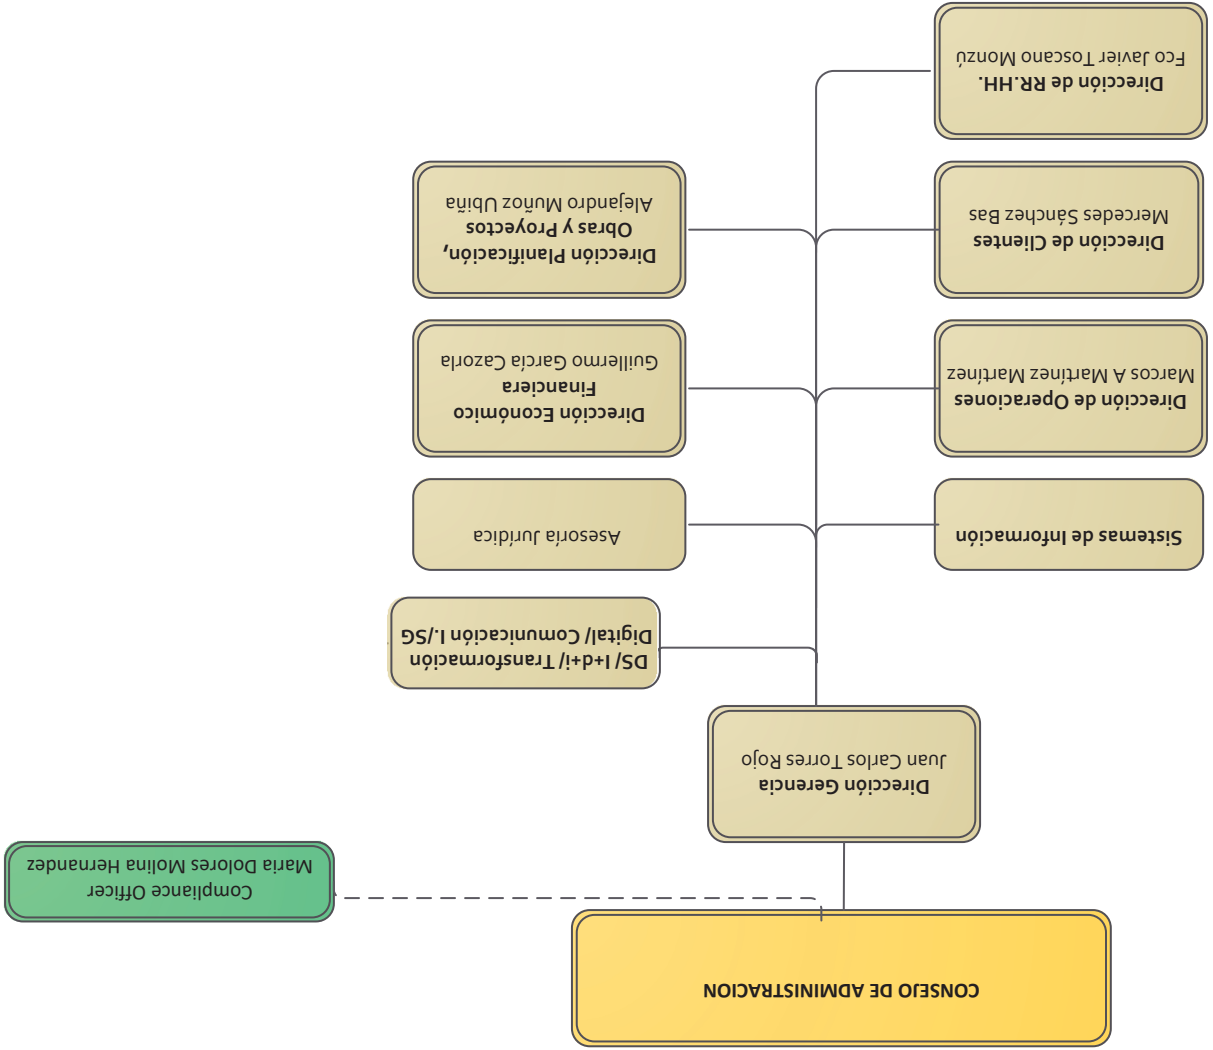 CONSEJO DE ADMINISTRACION
Compliance Officer
Maria Dolores Molina Hernandez
Dirección Gerencia
Juan Carlos Torres Rojo
DS/ I+d+i/ Transformación
Digital/ Comunicación I./SG
Sistemas de Información
Asesoría Jurídica
Dirección de Operaciones
Marcos A Martínez Martínez
Dirección Económico
Financiera
Guillermo García Cazorla
Dirección de Clientes
Mercedes Sánchez Bas
Dirección Planificación,
Obras y Proyectos
Alejandro Muñoz Ubiña
Dirección de RR.HH.
Fco Javier Toscano Monzú